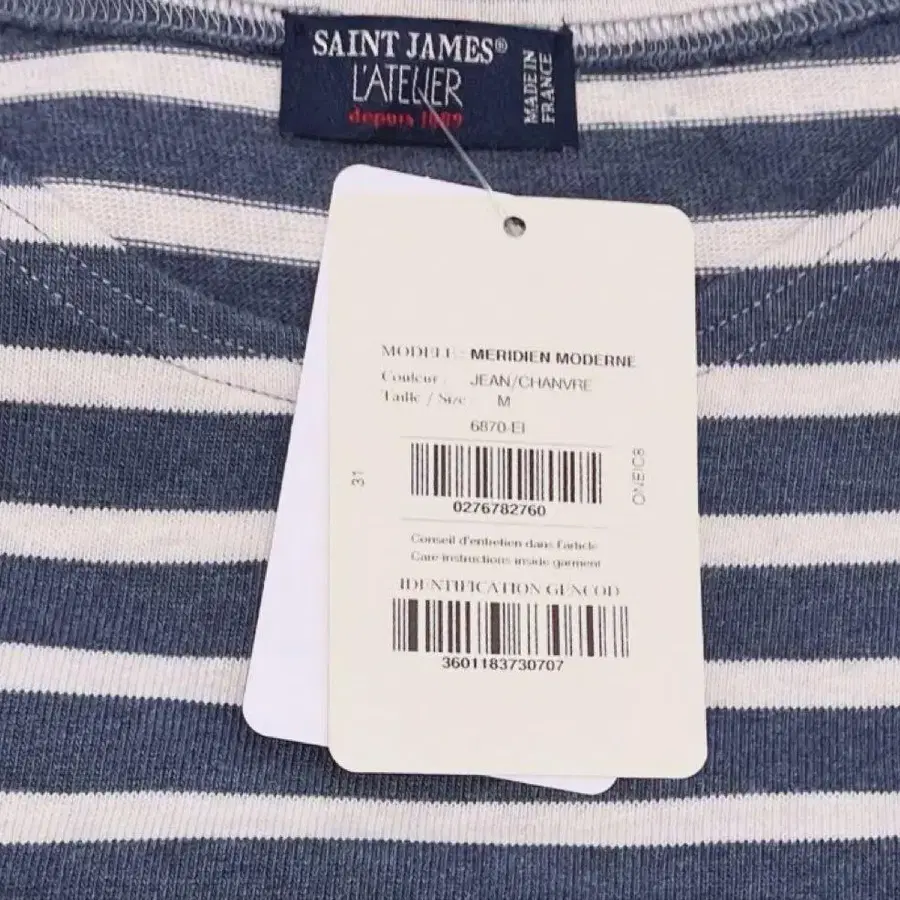 SAINT JAMES®
L'ATELIER
MADE IN
FRANCE
depuis 1889
MODELE : MERIDIEN MODERNE
Couleur : JEAN/CHANVRE
Taille / Size : M
6870-EI
31
ONEIC8
0276782760
Conseil d'entretien dans l'article
Care instructions inside garment
IDENTIFICATION GENCOD
3601183730707